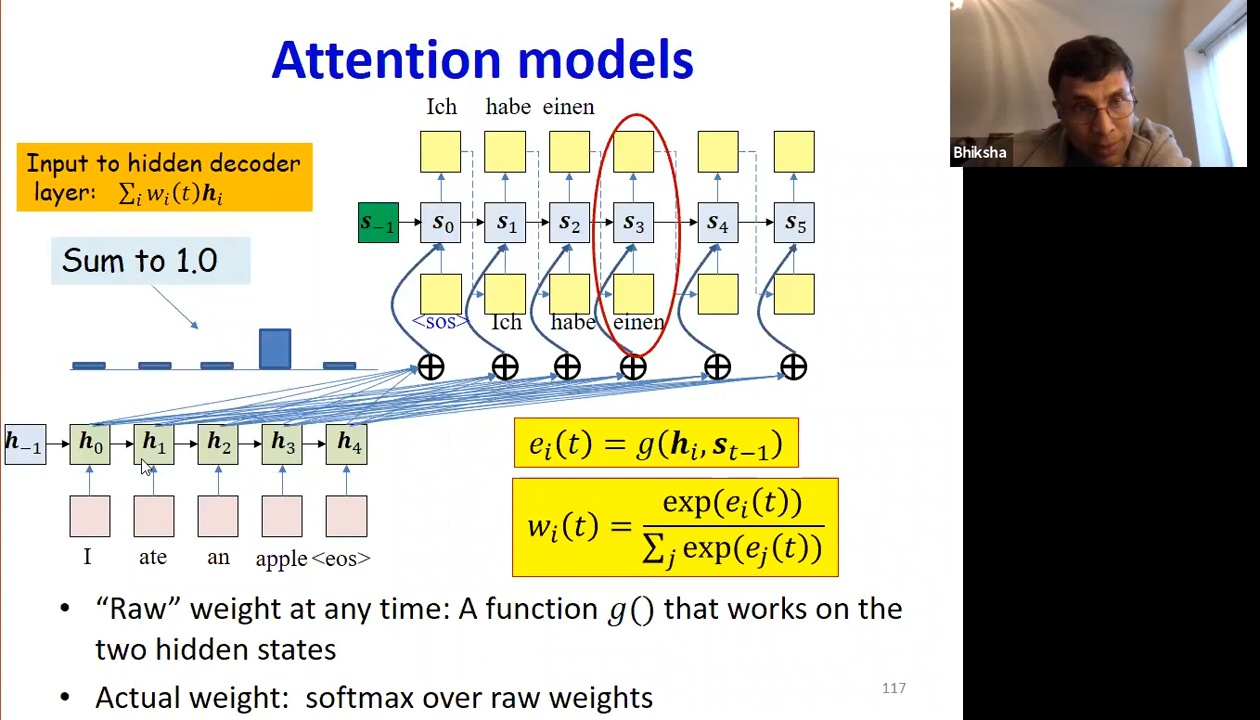 Attention models
Ich habe einen
Input to hidden decoder
layer: ∑ᵢ wᵢ(t)hᵢ
Sum to 1.0
s₋₁ s₀ s₁ s₂ s₃ s₄ s₅
<sos> Ich habe einen
h₋₁ h₀ h₁ h₂ h₃ h₄
I ate an apple <eos>
eᵢ(t) = g(hᵢ, sₜ₋₁)
wᵢ(t) = exp(eᵢ(t)) / ∑ⱼ exp(eⱼ(t))
• “Raw” weight at any time: A function g() that works on the
two hidden states
• Actual weight: softmax over raw weights
117
Bhiksha